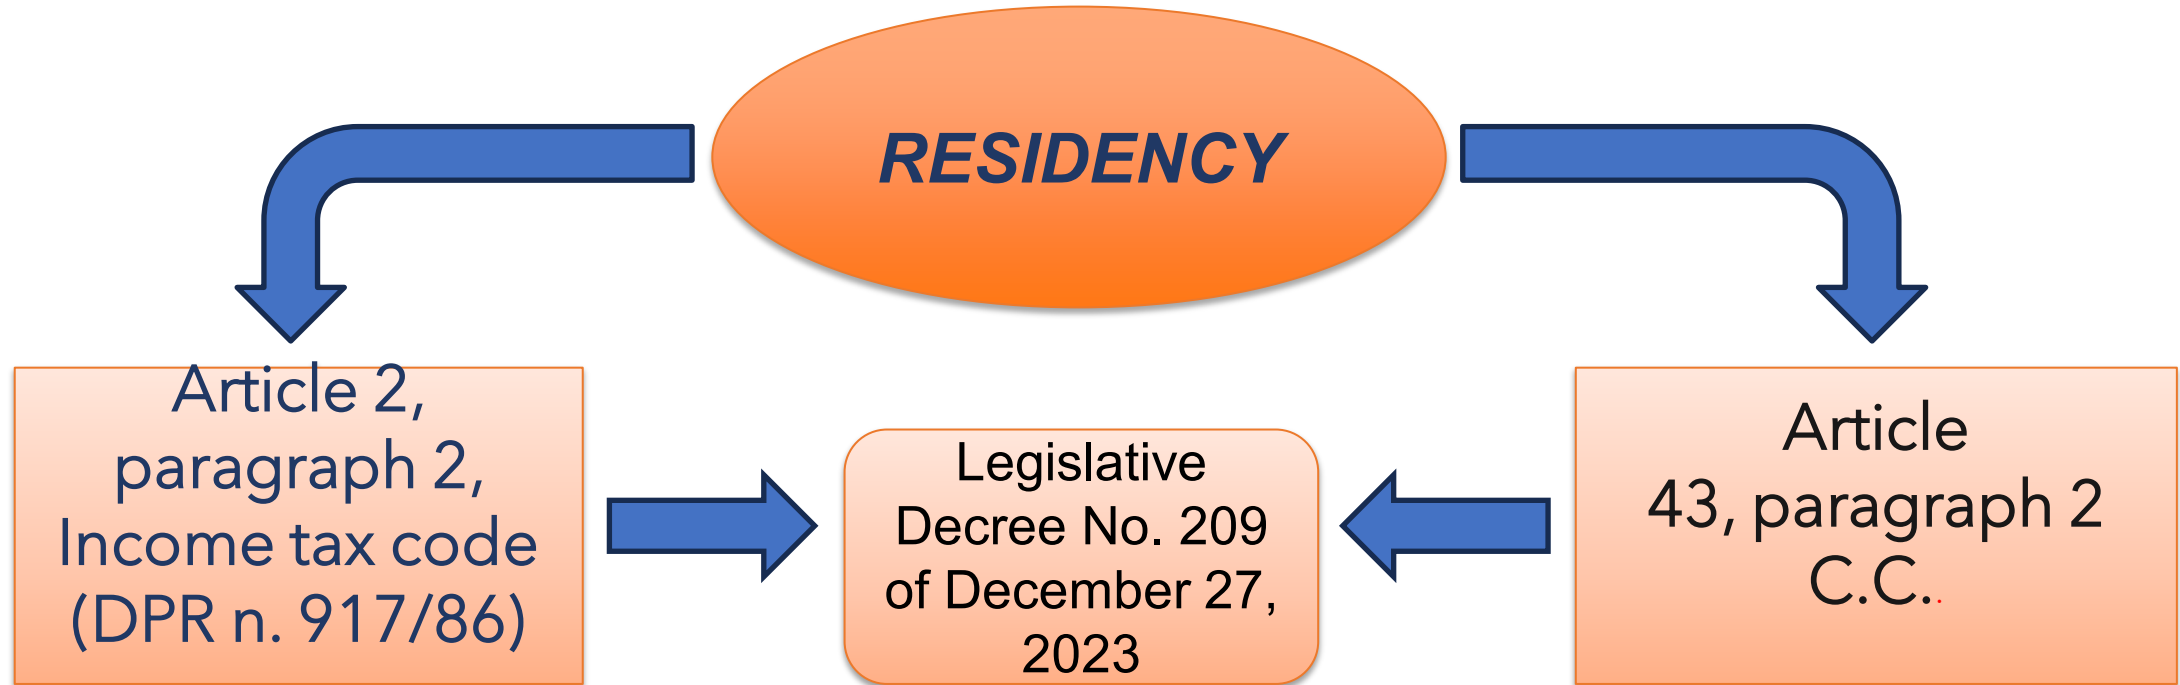 RESIDENCY
Article 2,
paragraph 2,
Income tax code
(DPR n. 917/86)
Legislative
Decree No. 209
of December 27,
2023
Article
43, paragraph 2
C.C..